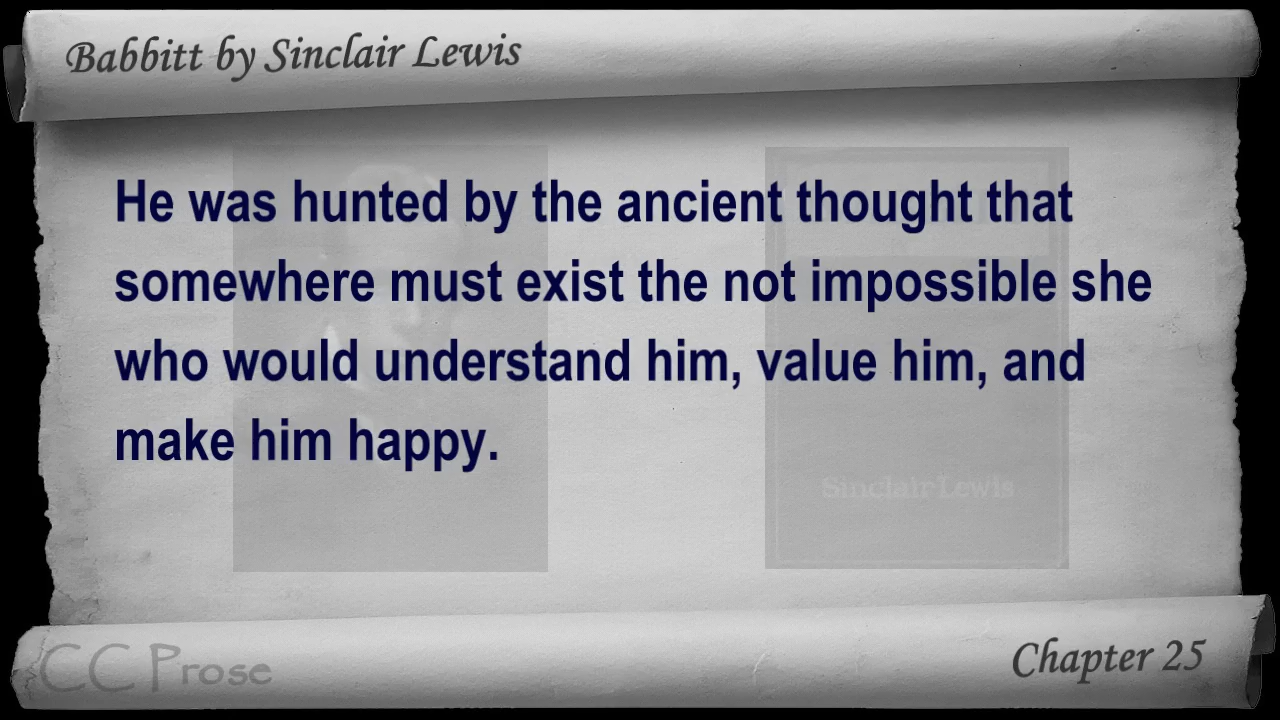 Babbitt by Sinclair Lewis
He was hunted by the ancient thought that
somewhere must exist the not impossible she
who would understand him, value him, and
make him happy.
Sinclair Lewis
CC Prose
Chapter 25